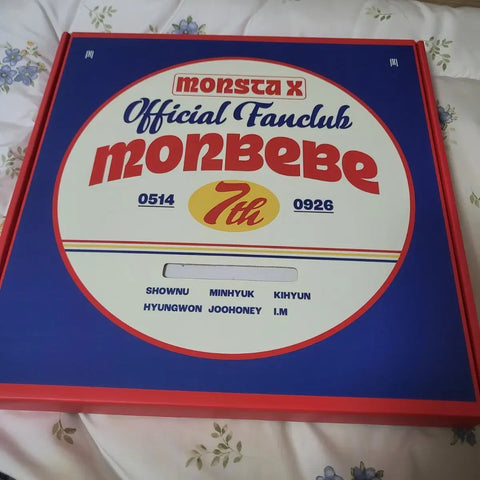 MONSTA X
Official Fanclub
MONBEBE
0514 7th 0926
SHOWNU MINHYUK KIHYUN
HYUNGWON JOOHONEY I.M